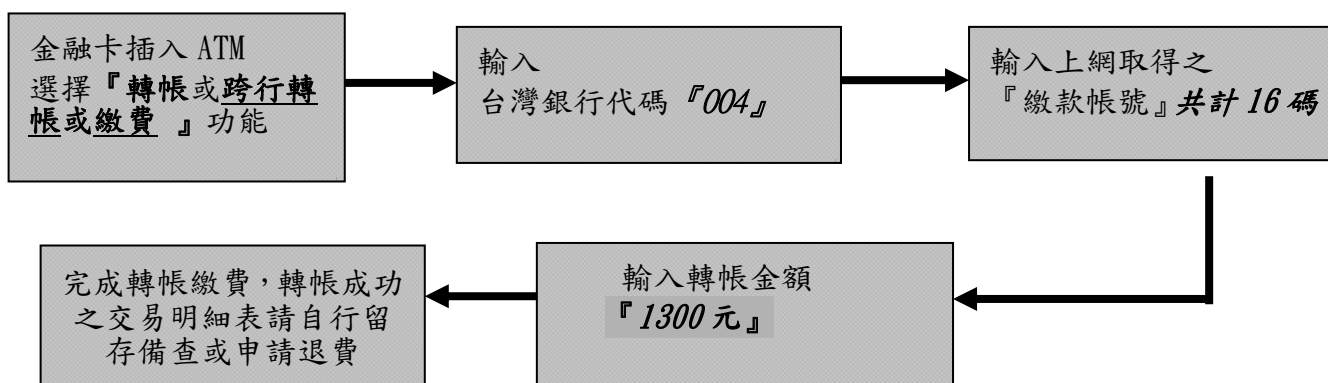 金融卡插入 ATM
選擇『轉帳或跨行轉
帳或繳費 』功能
輸入
台灣銀行代碼『004』
輸入上網取得之
『繳款帳號』共計 16 碼
輸入轉帳金額
『1300 元』
完成轉帳繳費，轉帳成功
之交易明細表請自行留
存備查或申請退費